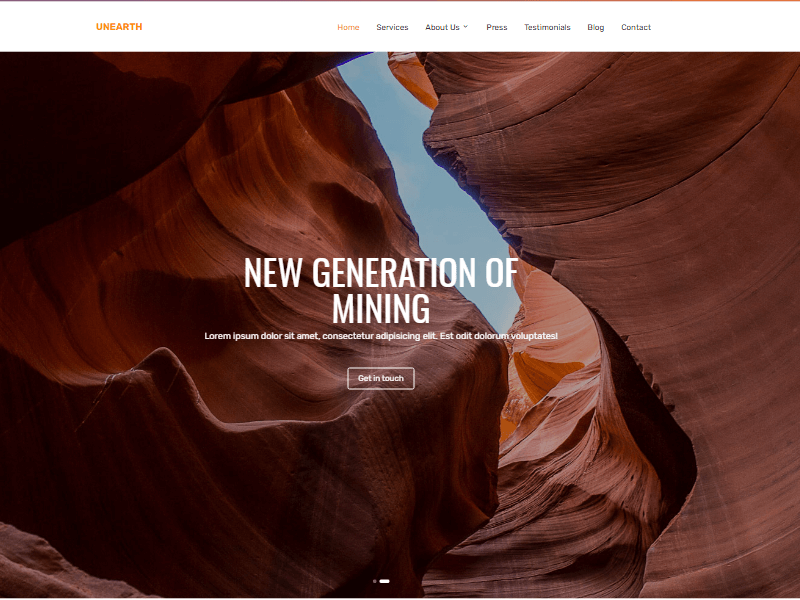 UNEARTH
Home Services About Us Press Testimonials Blog Contact
NEW GENERATION OF
MINING
Lorem ipsum dolor sit amet, consectetur adipisicing elit. Est odit dolorum voluptates!
Get in touch